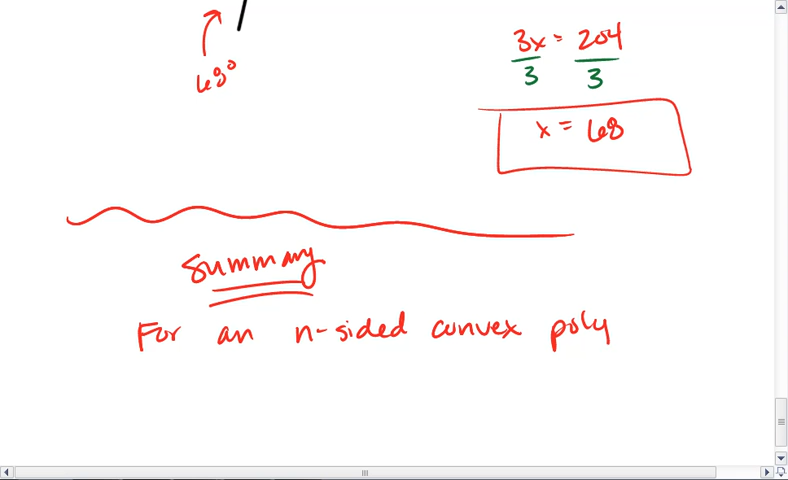 68°
3x = 204
3 3
x = 68
Summary
For an n-sided convex poly